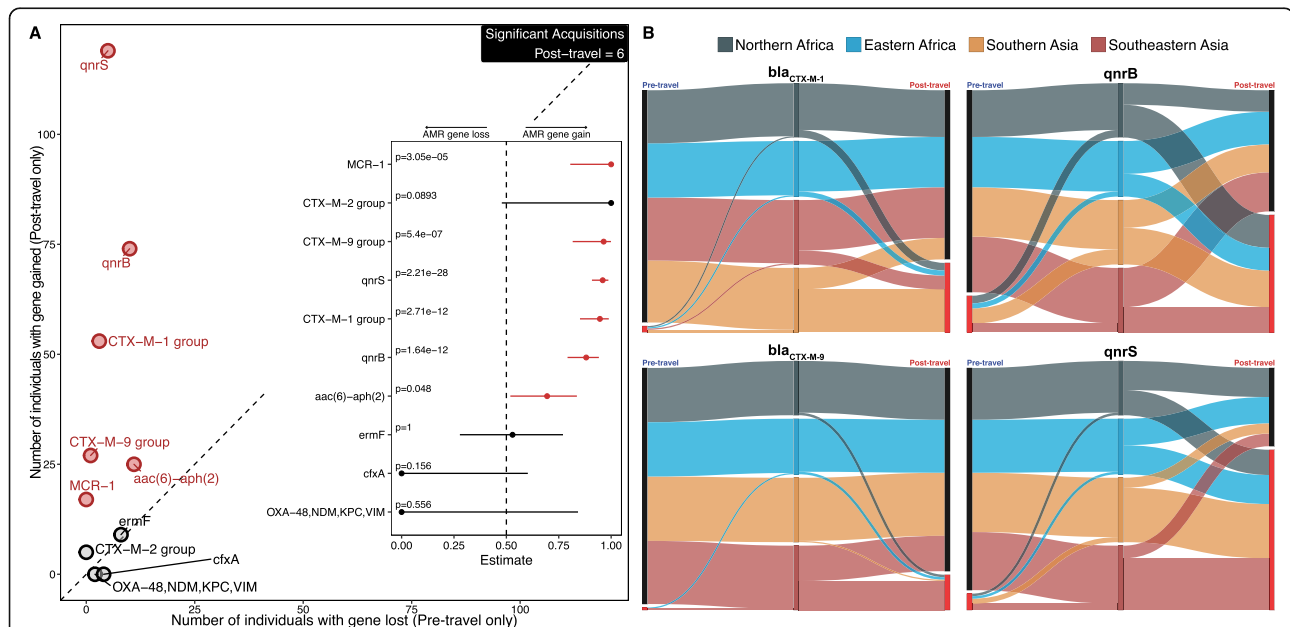 A
Significant Acquisitions
Post−travel = 6
qnrS
qnrB
CTX−M−1 group
CTX−M−9 group
aac(6)−aph(2)
MCR−1
ermF
CTX−M−2 group
cfxA
OXA−48,NDM,KPC,VIM
0
25
50
75
100
0
25
50
75
100
Number of individuals with gene gained (Post−travel only)
Number of individuals with gene lost (Pre−travel only)
AMR gene loss
AMR gene gain
MCR−1
p=3.05e−05
CTX−M−2 group
p=0.0893
CTX−M−9 group
p=5.4e−07
qnrS
p=2.21e−28
CTX−M−1 group
p=2.71e−12
qnrB
p=1.64e−12
aac(6)−aph(2)
p=0.048
ermF
p=1
cfxA
p=0.156
OXA−48,NDM,KPC,VIM
p=0.556
0.00
0.25
0.50
0.75
1.00
Estimate
B
Northern Africa
Eastern Africa
Southern Asia
Southeastern Asia
blaCTX-M-1
Pre-travel
Post-travel
qnrB
Pre-travel
Post-travel
blaCTX-M-9
Pre-travel
Post-travel
qnrS
Pre-travel
Post-travel